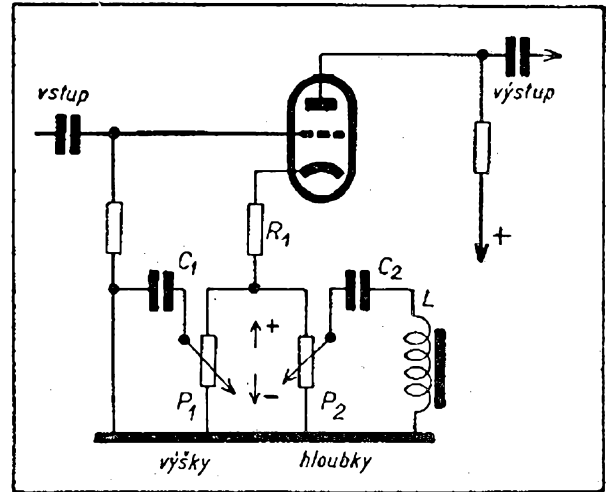 vstup
výstup
R1
+
C1
C2
L
+
-
P1
P2
výšky
hloubky